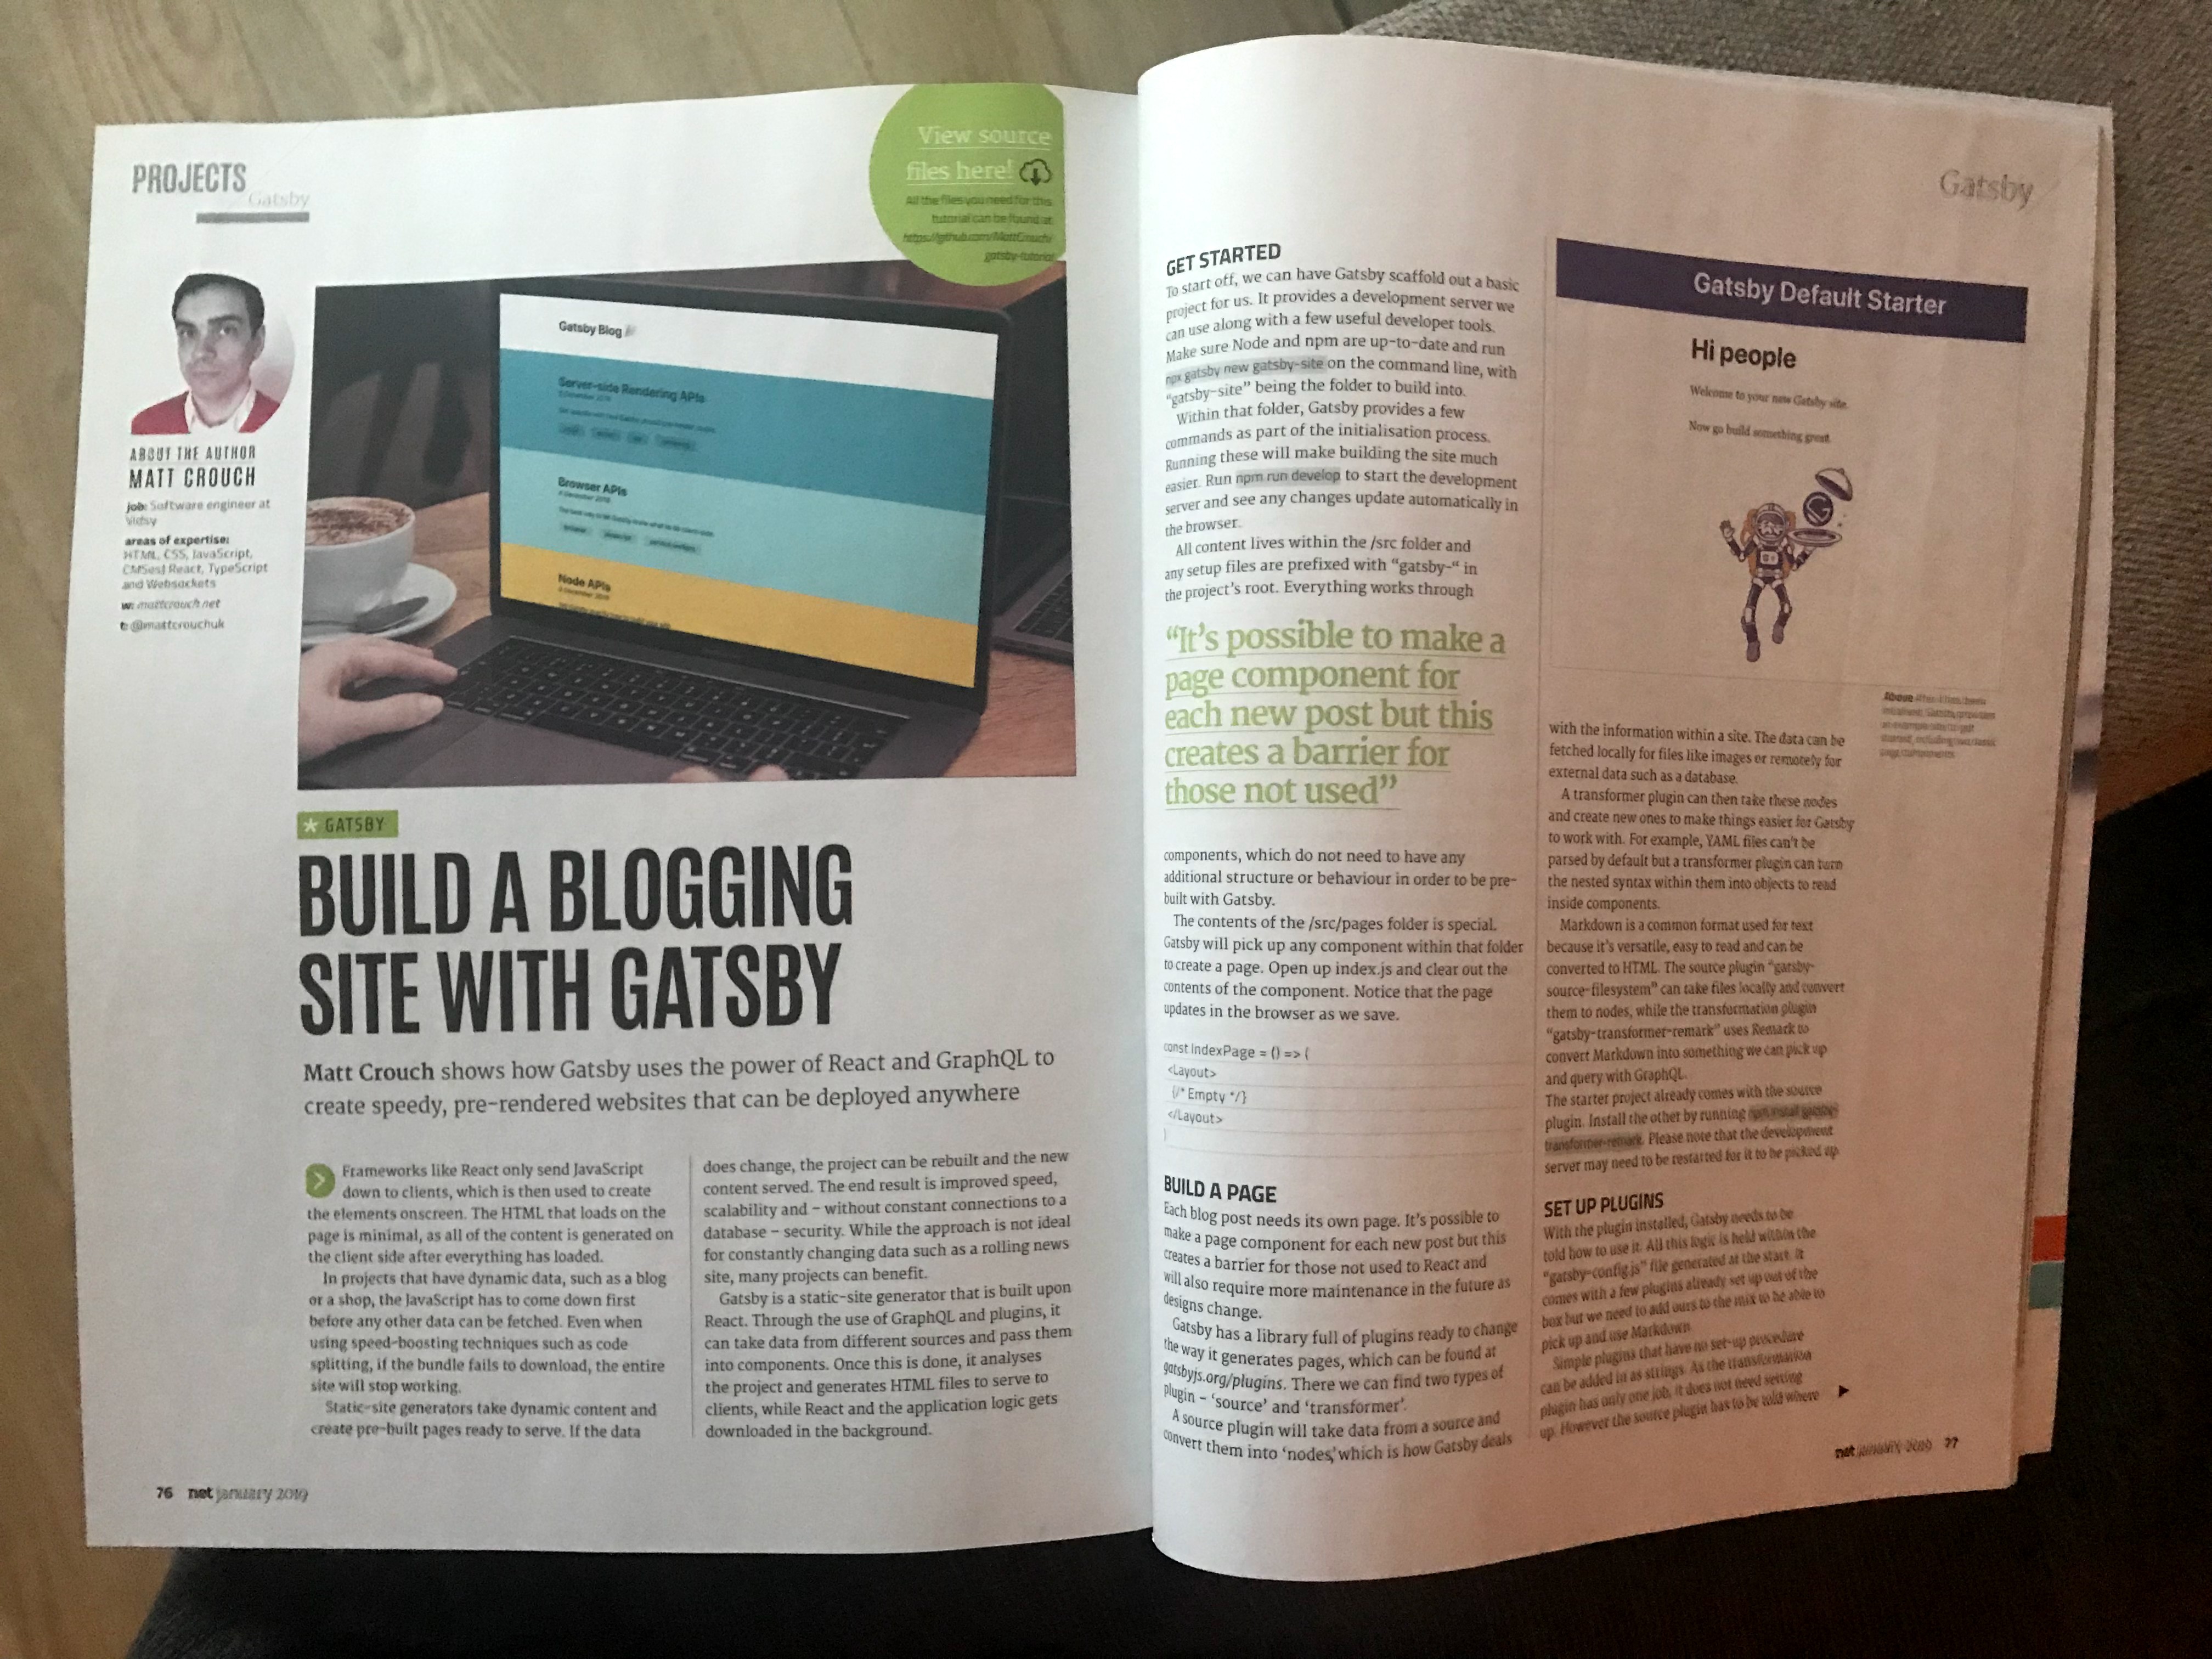 PROJECTS
Gatsby
View source
files here!
All the files you need for this
tutorial can be found at
https://github.com/MattCrouch/
gatsby-tutorial
ABOUT THE AUTHOR
MATT CROUCH
job: Software engineer at
Vidsy
areas of expertise:
HTML, CSS, JavaScript,
CMSes| React, TypeScript
and Websockets
w: mattcrouch.net
t: @mattcrouchuk
Gatsby Blog
Server-side Rendering APIs
Browser APIs
Node APIs
* GATSBY
BUILD A BLOGGING
SITE WITH GATSBY
Matt Crouch shows how Gatsby uses the power of React and GraphQL to
create speedy, pre-rendered websites that can be deployed anywhere
Frameworks like React only send JavaScript
down to clients, which is then used to create
the elements onscreen. The HTML that loads on the
page is minimal, as all of the content is generated on
the client side after everything has loaded.
In projects that have dynamic data, such as a blog
or a shop, the JavaScript has to come down first
before any other data can be fetched. Even when
using speed-boosting techniques such as code
splitting, if the bundle fails to download, the entire
site will stop working.
Static-site generators take dynamic content and
create pre-built pages ready to serve. If the data
does change, the project can be rebuilt and the new
content served. The end result is improved speed,
scalability and – without constant connections to a
database – security. While the approach is not ideal
for constantly changing data such as a rolling news
site, many projects can benefit.
Gatsby is a static-site generator that is built upon
React. Through the use of GraphQL and plugins, it
can take data from different sources and pass them
into components. Once this is done, it analyses
the project and generates HTML files to serve to
clients, while React and the application logic gets
downloaded in the background.
76 net january 2019
Gatsby
GET STARTED
To start off, we can have Gatsby scaffold out a basic
project for us. It provides a development server we
can use along with a few useful developer tools.
Make sure Node and npm are up-to-date and run
npx gatsby new gatsby-site on the command line, with
“gatsby-site” being the folder to build into.
Within that folder, Gatsby provides a few
commands as part of the initialisation process.
Running these will make building the site much
easier. Run npm run develop to start the development
server and see any changes update automatically in
the browser.
All content lives within the /src folder and
any setup files are prefixed with “gatsby-“ in
the project's root. Everything works through
“It's possible to make a
page component for
each new post but this
creates a barrier for
those not used”
components, which do not need to have any
additional structure or behaviour in order to be pre-
built with Gatsby.
The contents of the /src/pages folder is special.
Gatsby will pick up any component within that folder
to create a page. Open up index.js and clear out the
contents of the component. Notice that the page
updates in the browser as we save.
const IndexPage = () => (
<Layout>
{/* Empty */}
</Layout>
)
BUILD A PAGE
Each blog post needs its own page. It's possible to
make a page component for each new post but this
creates a barrier for those not used to React and
will also require more maintenance in the future as
designs change.
Gatsby has a library full of plugins ready to change
the way it generates pages, which can be found at
gatsbyjs.org/plugins. There we can find two types of
plugin – ‘source’ and ‘transformer’.
A source plugin will take data from a source and
convert them into ‘nodes,’ which is how Gatsby deals
Gatsby Default Starter
Hi people
Welcome to your new Gatsby site.
Now go build something great.
Above
with the information within a site. The data can be
fetched locally for files like images or remotely for
external data such as a database.
A transformer plugin can then take these nodes
and create new ones to make things easier for Gatsby
to work with. For example, YAML files can't be
parsed by default but a transformer plugin can turn
the nested syntax within them into objects to read
inside components.
Markdown is a common format used for text
because it's versatile, easy to read and can be
converted to HTML. The source plugin “gatsby-
source-filesystem” can take files locally and convert
them to nodes, while the transformation plugin
“gatsby-transformer-remark” uses Remark to
convert Markdown into something we can pick up
and query with GraphQL.
The starter project already comes with the source
plugin. Install the other by running npm install gatsby-
transformer-remark. Please note that the development
server may need to be restarted for it to be picked up.
SET UP PLUGINS
With the plugin installed, Gatsby needs to be
told how to use it. All this logic is held within the
“gatsby-config.js” file generated at the start. It
comes with a few plugins already set up out of the
box but we need to add ours to the mix to be able to
pick up and use Markdown.
Simple plugins that have no set-up procedure
can be added in as strings. As the transformation
plugin has only one job, it does not need setting
up. However the source plugin has to be told where
net january 2019 77